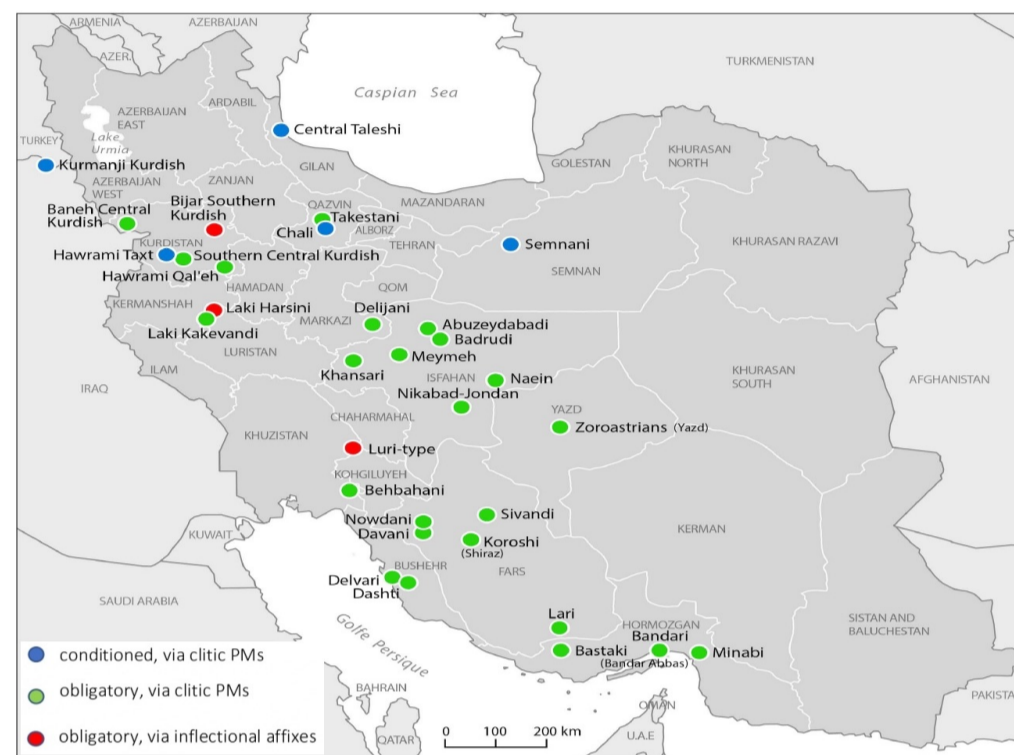 ARMENIA
AZERBAIJAN
AZER.
TURKMENISTAN
Caspian Sea
ARDABIL
AZERBAIJAN
EAST
Central Taleshi
TURKEY
Lake
Urmia
Kurmanji Kurdish
GILAN
GOLESTAN
KHURASAN
NORTH
AZERBAIJAN
WEST
ZANJAN
Bijar Southern
Kurdish
QAZVIN
MAZANDARAN
Baneh Central
Kurdish
Takestani
Chali
ALBORZ
KURDISTAN
TEHRAN
Semnani
KHURASAN RAZAVI
Hawrami Taxt
Southern Central Kurdish
Hawrami Qal'eh
SEMNAN
HAMADAN
QOM
KERMANSHAH
Laki Harsini
Delijani
MARKAZI
Abuzeydabadi
Laki Kakevandi
Badrudi
LURISTAN
Meymeh
ILAM
Khansari
ISFAHAN
Naein
KHURASAN
SOUTH
AFGHANISTAN
IRAQ
Nikabad-Jondan
YAZD
CHAHARMAHAL
Zoroastrians (Yazd)
KHUZISTAN
Luri-type
KOHGILUYEH
Behbahani
Sivandi
Nowdani
Davani
KERMAN
KUWAIT
Koroshi
(Shiraz)
BUSHEHR
FARS
Delvari
Dashti
SAUDI ARABIA
Golfe Persique
Lari
HORMOZGAN
SISTAN AND
BALUCHESTAN
Bandari
Bastaki
(Bandar Abbas)
Minabi
conditioned, via clitic PMs
obligatory, via clitic PMs
obligatory, via inflectional affixes
BAHRAIN
QATAR
OMAN
U.A.E
PAKISTA
0 100 200 km